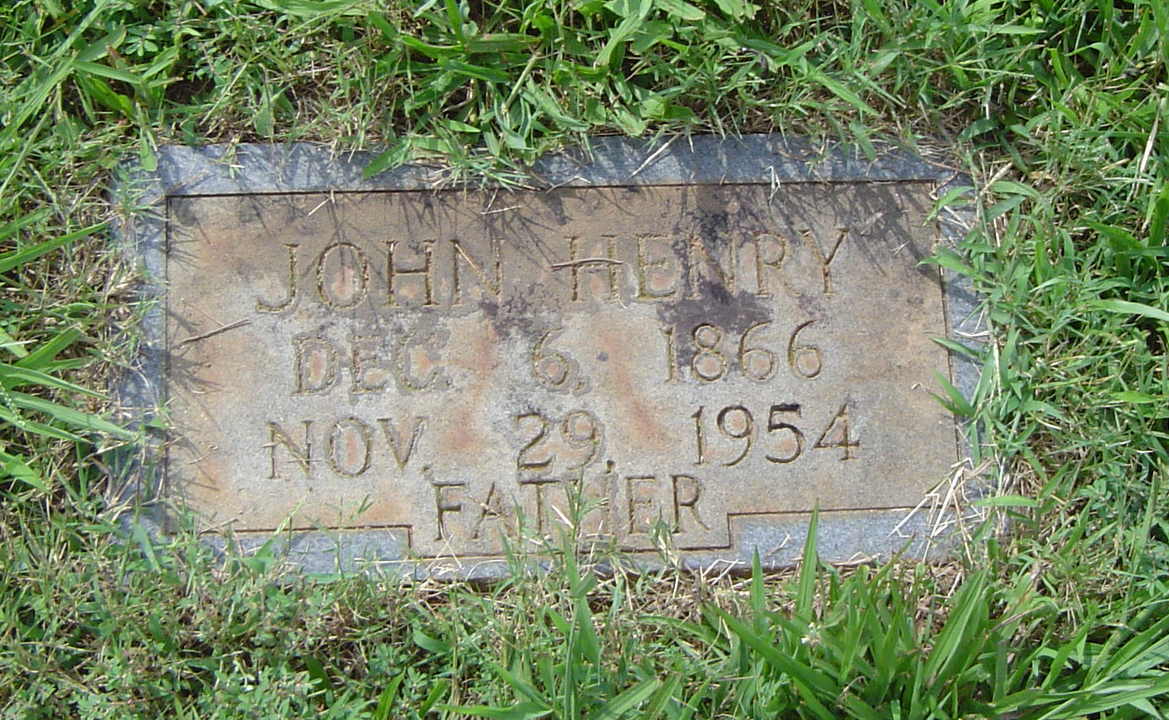 JOHN HENRY
DEC. 6, 1866
NOV. 29, 1954
FATHER